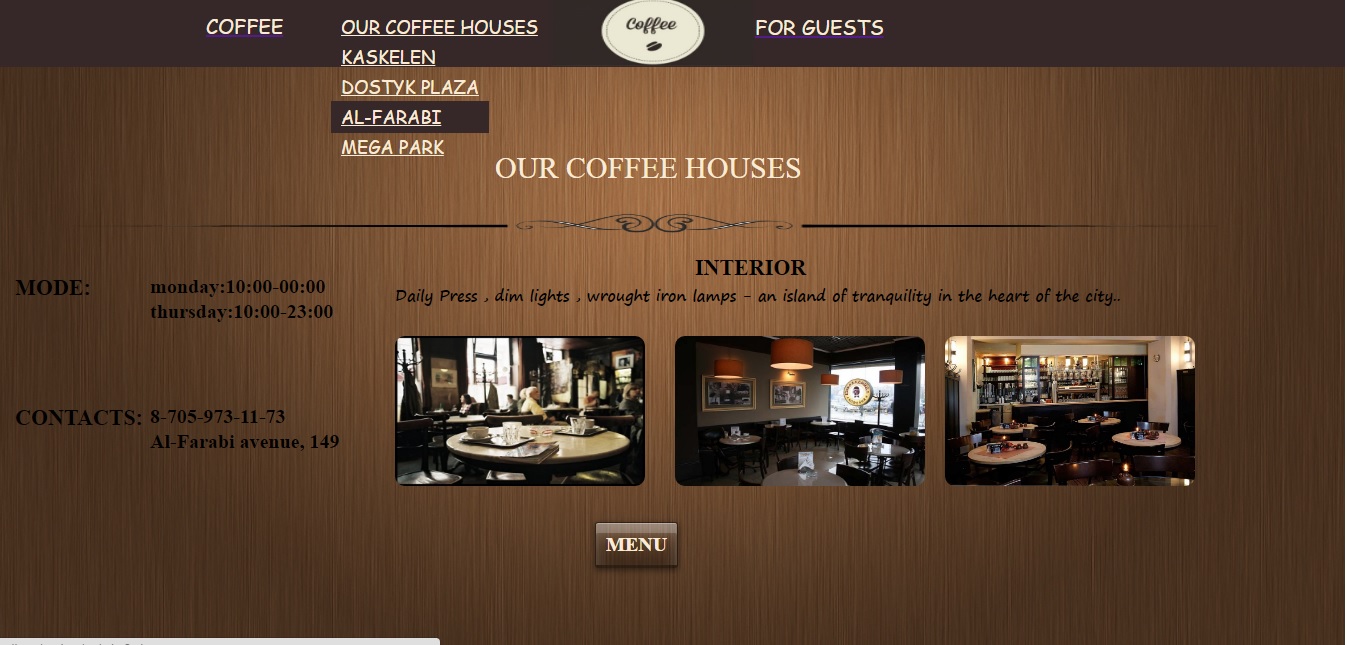 COFFEE
OUR COFFEE HOUSES
Coffee
FOR GUESTS
KASKELEN
DOSTYK PLAZA
AL-FARABI
MEGA PARK
OUR COFFEE HOUSES
MODE:
monday:10:00-00:00
thursday:10:00-23:00
CONTACTS:
8-705-973-11-73
Al-Farabi avenue, 149
INTERIOR
Daily Press , dim lights , wrought iron lamps - an island of tranquility in the heart of the city..
MENU